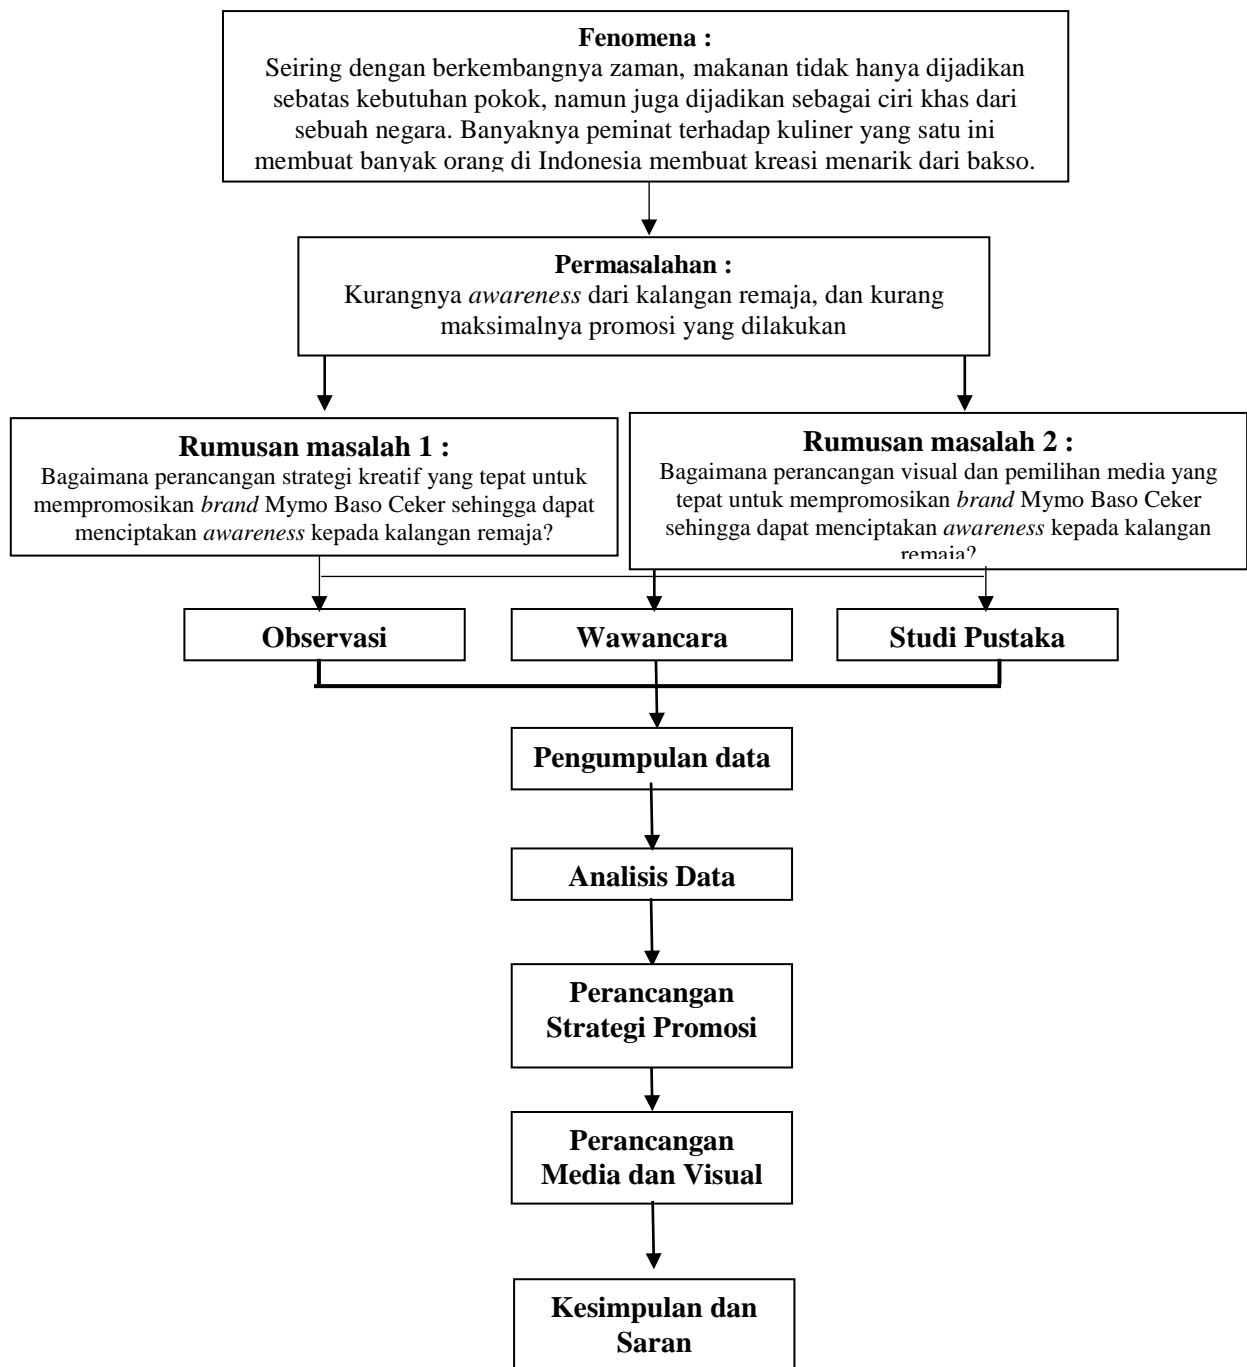 Fenomena :
Seiring dengan berkembangnya zaman, makanan tidak hanya dijadikan
sebatas kebutuhan pokok, namun juga dijadikan sebagai ciri khas dari
sebuah negara. Banyaknya peminat terhadap kuliner yang satu ini
membuat banyak orang di Indonesia membuat kreasi menarik dari bakso.
Permasalahan :
Kurangnya awareness dari kalangan remaja, dan kurang
maksimalnya promosi yang dilakukan
Rumusan masalah 1 :
Bagaimana perancangan strategi kreatif yang tepat untuk
mempromosikan brand Mymo Baso Ceker sehingga dapat
menciptakan awareness kepada kalangan remaja?
Rumusan masalah 2 :
Bagaimana perancangan visual dan pemilihan media yang
tepat untuk mempromosikan brand Mymo Baso Ceker
sehingga dapat menciptakan awareness kepada kalangan
remaja?
Observasi
Wawancara
Studi Pustaka
Pengumpulan data
Analisis Data
Perancangan
Strategi Promosi
Perancangan
Media dan Visual
Kesimpulan dan
Saran